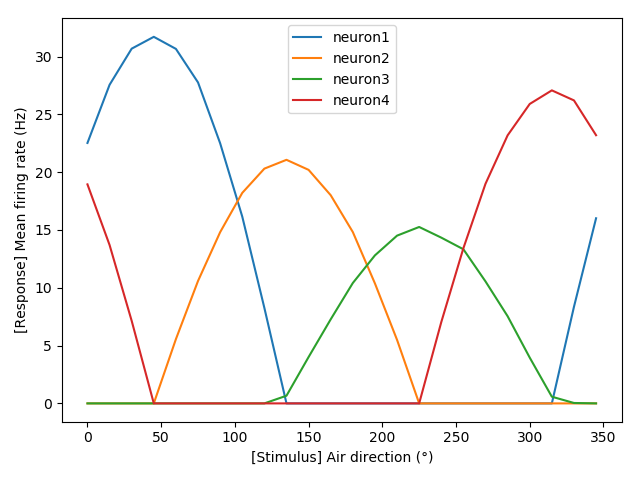 neuron1
neuron2
neuron3
neuron4
[Response] Mean firing rate (Hz)
30
25
20
15
10
5
0
0 50 100 150 200 250 300 350
[Stimulus] Air direction (°)